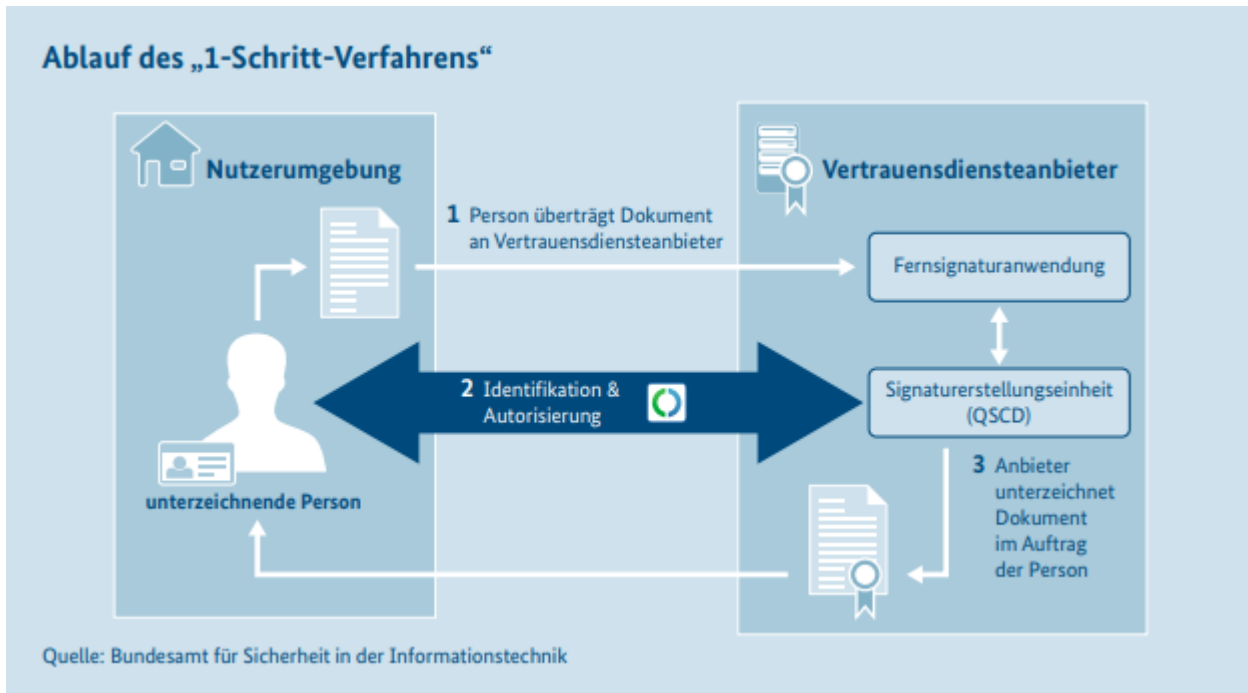 Ablauf des „1-Schritt-Verfahrens“
Nutzerumgebung
Vertrauensdiensteanbieter
1 Person überträgt Dokument
an Vertrauensdiensteanbieter
Fernsignaturanwendung
2 Identifikation &
Autorisierung
Signaturerstellungseinheit
(QSCD)
3 Anbieter
unterzeichnet
Dokument
im Auftrag
der Person
unterzeichnende Person
Quelle: Bundesamt für Sicherheit in der Informationstechnik